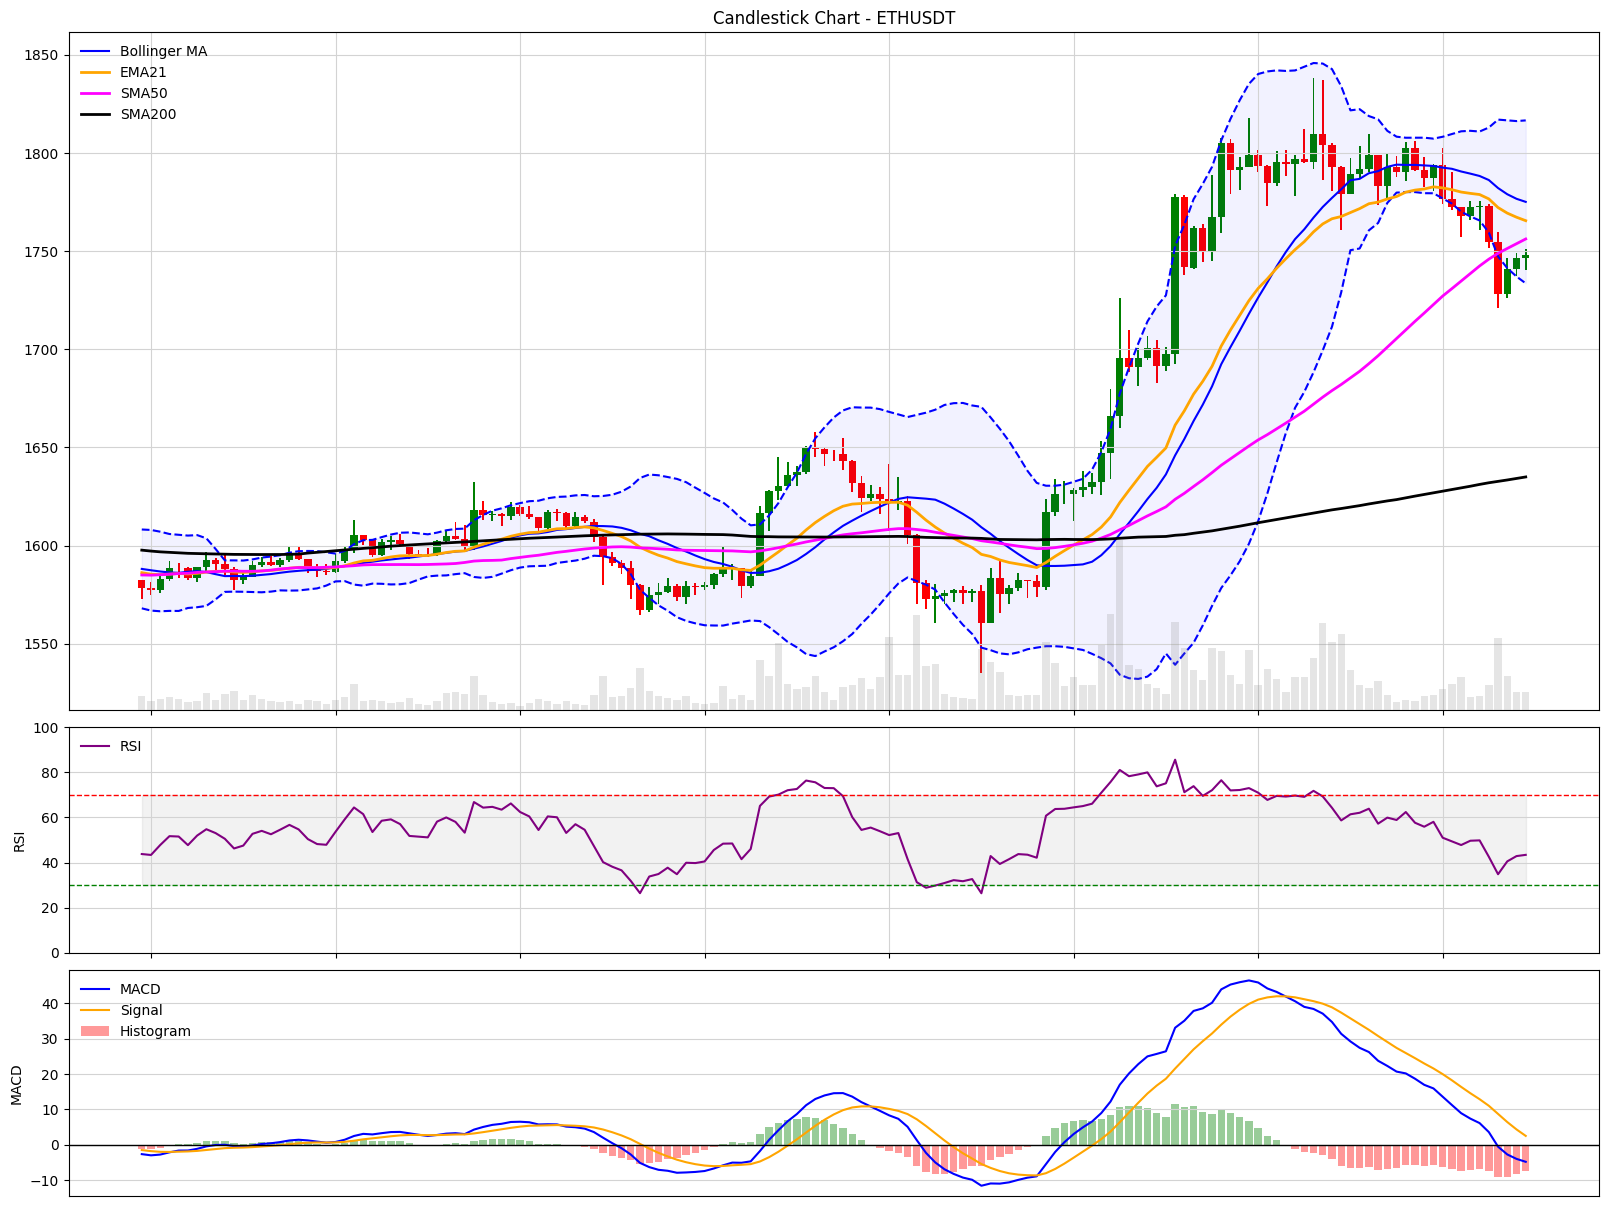 Candlestick Chart - ETHUSDT
Bollinger MA
EMA21
SMA50
SMA200
1850
1800
1750
1700
1650
1600
1550
RSI
RSI
100
80
60
40
20
0
MACD
Signal
Histogram
MACD
40
30
20
10
0
−10